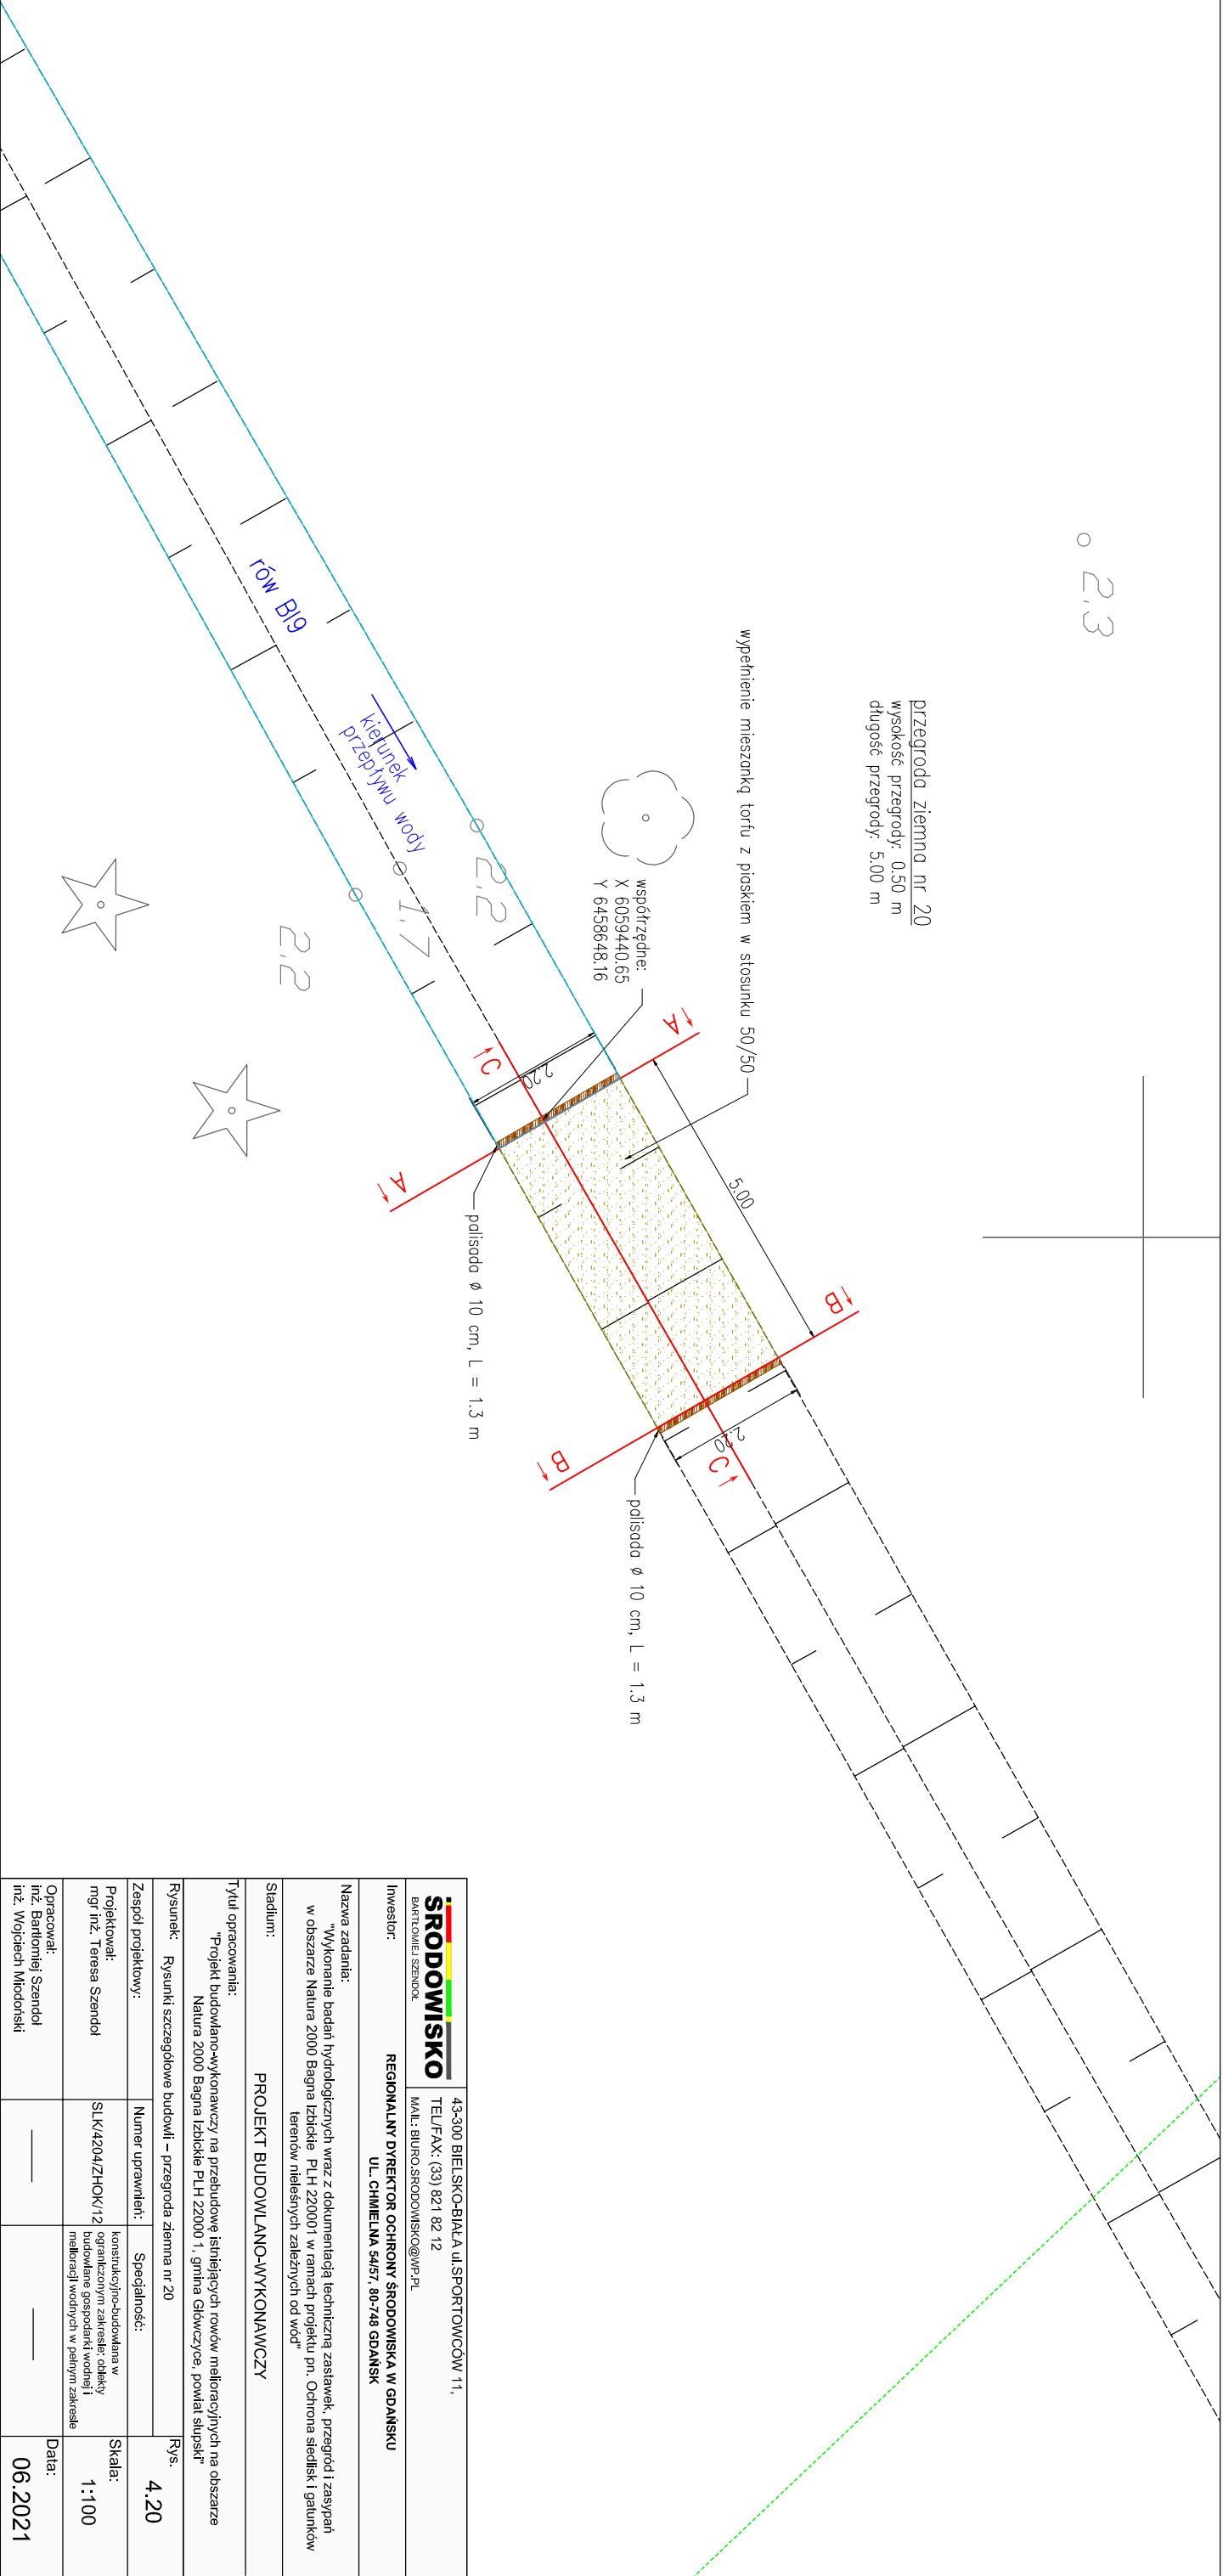 2.3
przegroda ziemna nr 20
wysokość przegrody: 0.50 m
długość przegrody: 5.00 m
wypełnienie mieszanką torfu z piaskiem w stosunku 50/50
współrzędne:
X 6059440.65
Y 6458648.16
rów BI9
kierunek
przepływu wody
2.2
1.7
2.2
A
A
B
B
C
C
2.20
5.00
2.20
palisada ø 10 cm, L = 1.3 m
palisada ø 10 cm, L = 1.3 m
ŚRODOWISKO
BARTŁOMIEJ SZENDOŁ
43-300 BIELSKO-BIAŁA ul.SPORTOWCÓW 11,
TEL/FAX: (33) 821 82 12
MAIL: BIURO.SRODOWISKO@WP.PL
Inwestor:
REGIONALNY DYREKTOR OCHRONY ŚRODOWISKA W GDAŃSKU
UL. CHMIELNA 54/57, 80-748 GDAŃSK
Nazwa zadania:
"Wykonanie badań hydrologicznych wraz z dokumentacją techniczną zastawek, przegród i zasypań
w obszarze Natura 2000 Bagna Izbickie PLH 220001 w ramach projektu pn. Ochrona siedlisk i gatunków
terenów nieleśnych zależnych od wód"
Stadium:
PROJEKT BUDOWLANO-WYKONAWCZY
Tytuł opracowania:
"Projekt budowlano-wykonawczy na przebudowę istniejących rowów melioracyjnych na obszarze
Natura 2000 Bagna Izbickie PLH 22000 1, gmina Główczyce, powiat słupski"
Rysunek: Rysunki szczegółowe budowli – przegroda ziemna nr 20
Rys.
4.20
Zespół projektowy:
Numer uprawnień:
Specjalność:
Projektował:
mgr inż. Teresa Szendoł
SLK/4204/ZHOK/12
konstrukcyjno-budowlana w
ograniczonym zakresie; obiekty
budowlane gospodarki wodnej i
melioracji wodnych w pełnym zakresie
Skala:
1:100
Opracował:
inż. Bartłomiej Szendoł
inż. Wojciech Miodoński
Data:
06.2021